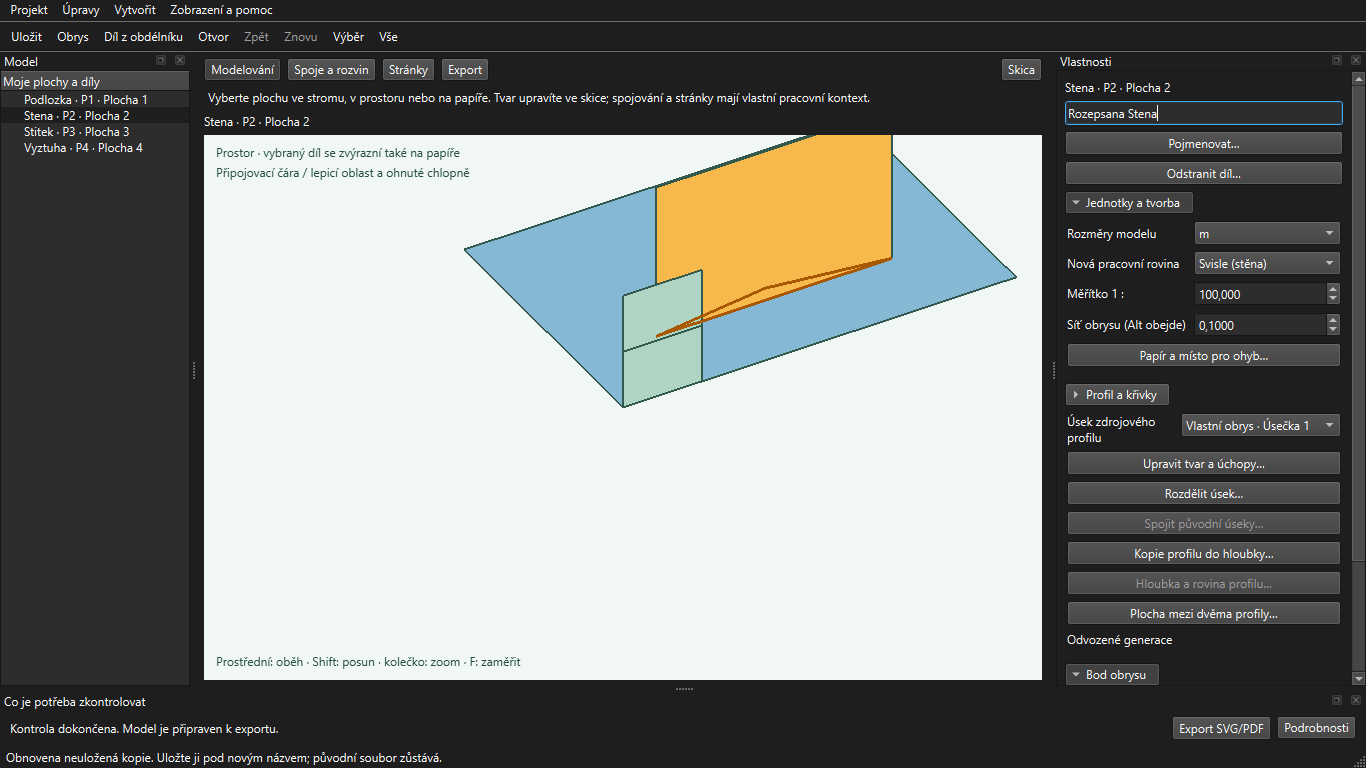 Projekt Úpravy Vytvořit Zobrazení a pomoc
Uložit Obrys Díl z obdélníku Otvor Zpět Znovu Výběr Vše
Model
Moje plochy a díly
Podlozka · P1 · Plocha 1
Stena · P2 · Plocha 2
Stitek · P3 · Plocha 3
Vyztuha · P4 · Plocha 4
Modelování Spoje a rozvin Stránky Export Skica
Vyberte plochu ve stromu, v prostoru nebo na papíře. Tvar upravíte ve skice; spojování a stránky mají vlastní pracovní kontext.
Stena · P2 · Plocha 2
Prostor · vybraný díl se zvýrazní také na papíře
Připojovací čára / lepicí oblast a ohnuté chlopně
Prostřední: oběh · Shift: posun · kolečko: zoom · F: zaměřit
Vlastnosti
Stena · P2 · Plocha 2
Rozepsana Stena
Pojmenovat...
Odstranit díl...
Jednotky a tvorba
Rozměry modelu m
Nová pracovní rovina Svisle (stěna)
Měřítko 1 : 100,000
Síť obrysu (Alt obejde) 0,1000
Papír a místo pro ohyb...
Profil a křivky
Úsek zdrojového
profilu
Vlastní obrys · Úsečka 1
Upravit tvar a úchopy...
Rozdělit úsek...
Spojit původní úseky...
Kopie profilu do hloubky...
Hloubka a rovina profilu...
Plocha mezi dvěma profily...
Odvozené generace
Bod obrysu
Co je potřeba zkontrolovat
Kontrola dokončena. Model je připraven k exportu.
Export SVG/PDF Podrobnosti
Obnovena neuložená kopie. Uložte ji pod novým názvem; původní soubor zůstává.